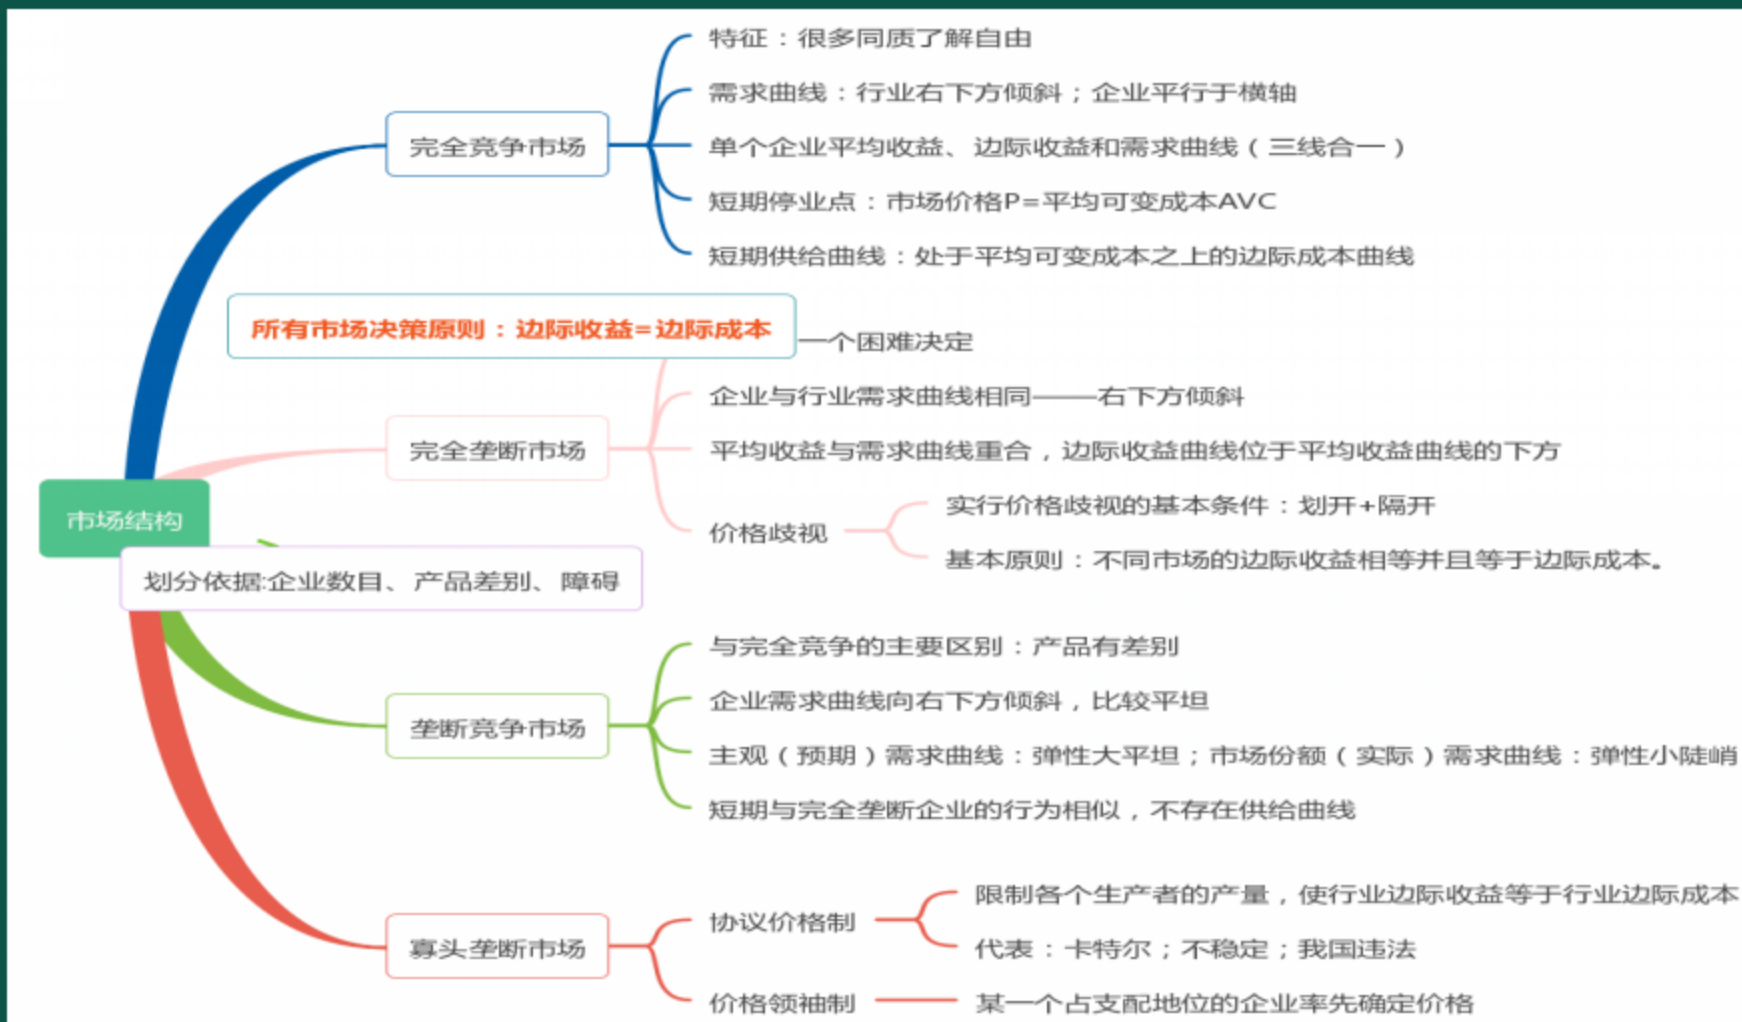 特征：很多同质了解自由
需求曲线：行业右下方倾斜；企业平行于横轴
完全竞争市场
单个企业平均收益、边际收益和需求曲线（三线合一）
短期停业点：市场价格P=平均可变成本AVC
短期供给曲线：处于平均可变成本之上的边际成本曲线
所有市场决策原则：边际收益=边际成本
一个困难决定
企业与行业需求曲线相同——右下方倾斜
完全垄断市场
平均收益与需求曲线重合，边际收益曲线位于平均收益曲线的下方
价格歧视
实行价格歧视的基本条件：划开+隔开
基本原则：不同市场的边际收益相等并且等于边际成本。
市场结构
划分依据:企业数目、产品差别、障碍
与完全竞争的主要区别：产品有差别
企业需求曲线向右下方倾斜，比较平坦
垄断竞争市场
主观（预期）需求曲线：弹性大平坦；市场份额（实际）需求曲线：弹性小陡峭
短期与完全垄断企业的行为相似，不存在供给曲线
寡头垄断市场
协议价格制
限制各个生产者的产量，使行业边际收益等于行业边际成本
代表：卡特尔；不稳定；我国违法
价格领袖制
某一个占支配地位的企业率先确定价格